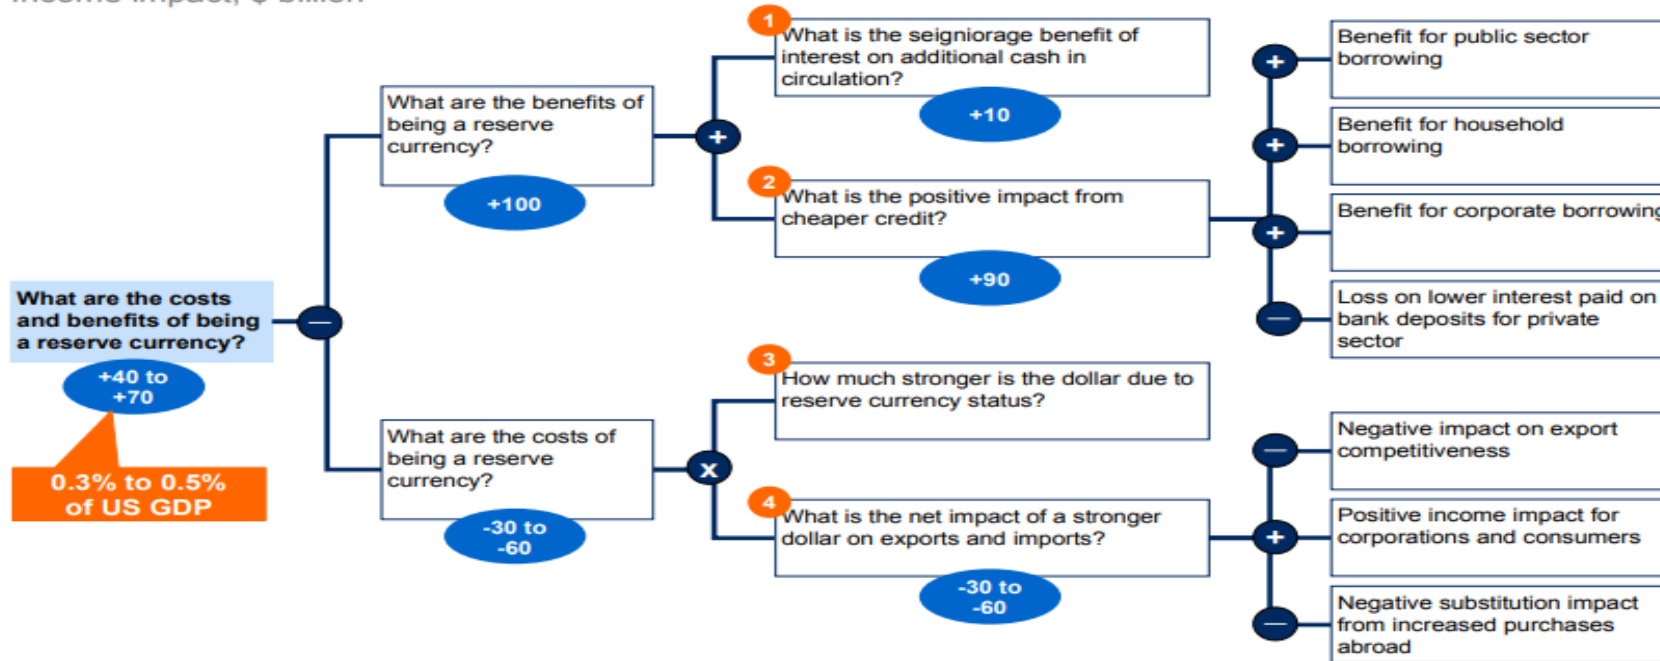 Income impact, $ billion
What are the costs
and benefits of being
a reserve currency?
+40 to
+70
0.3% to 0.5%
of US GDP
—
What are the benefits of
being a reserve
currency?
+100
What are the costs of
being a reserve
currency?
-30 to
-60
+
x
1
What is the seigniorage benefit of
interest on additional cash in
circulation?
+10
2
What is the positive impact from
cheaper credit?
+90
3
How much stronger is the dollar due to
reserve currency status?
4
What is the net impact of a stronger
dollar on exports and imports?
-30 to
-60
+
Benefit for public sector
borrowing
+
Benefit for household
borrowing
+
Benefit for corporate borrowing
—
Loss on lower interest paid on
bank deposits for private
sector
—
Negative impact on export
competitiveness
+
Positive income impact for
corporations and consumers
—
Negative substitution impact
from increased purchases
abroad